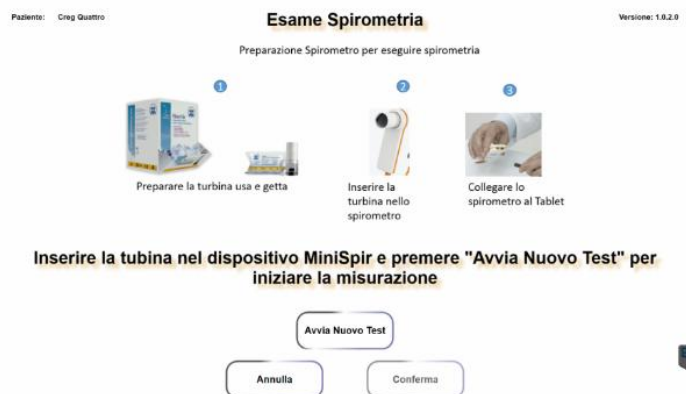 Paziente: Creg Quattro
Esame Spirometria
Versione: 1.0.2.0
Preparazione Spirometro per eseguire spirometria
1
2
3
Preparare la turbina usa e getta
Inserire la
turbina nello
spirometro
Collegare lo
spirometro al Tablet
Inserire la tubina nel dispositivo MiniSpir e premere "Avvia Nuovo Test" per
iniziare la misurazione
Avvia Nuovo Test
Annulla
Conferma